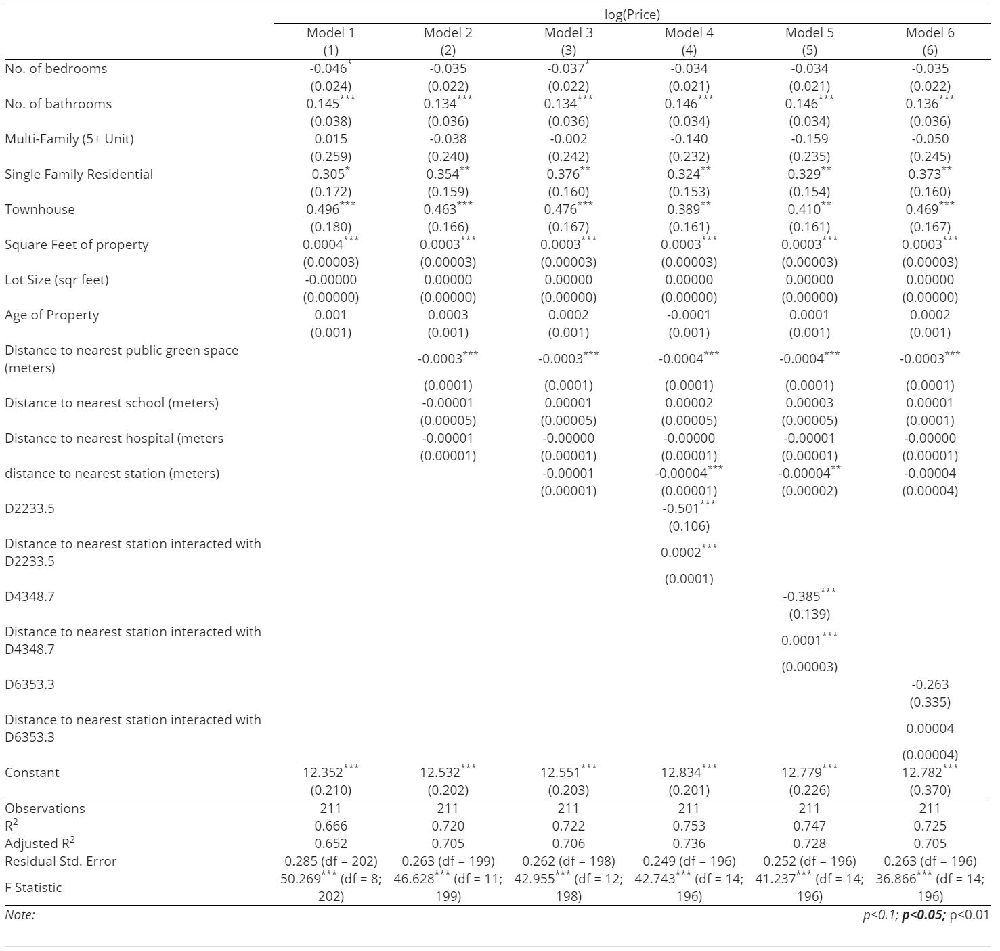 log(Price)
Model 1 Model 2 Model 3 Model 4 Model 5 Model 6
(1) (2) (3) (4) (5) (6)
No. of bedrooms -0.046* -0.035 -0.037* -0.034 -0.034 -0.035
(0.024) (0.022) (0.022) (0.021) (0.021) (0.022)
No. of bathrooms 0.145*** 0.134*** 0.134*** 0.146*** 0.146*** 0.136***
(0.038) (0.036) (0.036) (0.034) (0.034) (0.036)
Multi-Family (5+ Unit) 0.015 -0.038 -0.002 -0.140 -0.159 -0.050
(0.259) (0.240) (0.242) (0.232) (0.235) (0.245)
Single Family Residential 0.305* 0.354** 0.376** 0.324** 0.329** 0.373**
(0.172) (0.159) (0.160) (0.153) (0.154) (0.160)
Townhouse 0.496*** 0.463*** 0.476*** 0.389** 0.410** 0.469***
(0.180) (0.166) (0.167) (0.161) (0.161) (0.167)
Square Feet of property 0.0004*** 0.0003*** 0.0003*** 0.0003*** 0.0003*** 0.0003***
(0.00003) (0.00003) (0.00003) (0.00003) (0.00003) (0.00003)
Lot Size (sqr feet) -0.00000 0.00000 0.00000 0.00000 0.00000 0.00000
(0.00000) (0.00000) (0.00000) (0.00000) (0.00000) (0.00000)
Age of Property 0.001 0.0003 0.0002 -0.0001 0.0001 0.0002
(0.001) (0.001) (0.001) (0.001) (0.001) (0.001)
Distance to nearest public green space
(meters) -0.0003*** -0.0003*** -0.0004*** -0.0004*** -0.0003***
(0.0001) (0.0001) (0.0001) (0.0001) (0.0001)
Distance to nearest school (meters) -0.00001 0.00001 0.00002 0.00003 0.00001
(0.00005) (0.00005) (0.00005) (0.00005) (0.0001)
Distance to nearest hospital (meters -0.00001 -0.00000 -0.00000 -0.00001 -0.00000
(0.00001) (0.00001) (0.00001) (0.00001) (0.00001)
distance to nearest station (meters) -0.00001 -0.00004*** -0.00004** -0.00004
(0.00001) (0.00001) (0.00002) (0.00004)
D2233.5 -0.501***
(0.106)
Distance to nearest station interacted with
D2233.5 0.0002***
(0.0001)
D4348.7 -0.385***
(0.139)
Distance to nearest station interacted with
D4348.7 0.0001***
(0.00003)
D6353.3 -0.263
(0.335)
Distance to nearest station interacted with
D6353.3 0.00004
(0.00004)
Constant 12.352*** 12.532*** 12.551*** 12.834*** 12.779*** 12.782***
(0.210) (0.202) (0.203) (0.201) (0.226) (0.370)
Observations 211 211 211 211 211 211
R2 0.666 0.720 0.722 0.753 0.747 0.725
Adjusted R2 0.652 0.705 0.706 0.736 0.728 0.705
Residual Std. Error 0.285 (df = 202) 0.263 (df = 199) 0.262 (df = 198) 0.249 (df = 196) 0.252 (df = 196) 0.263 (df = 196)
F Statistic 50.269*** (df = 8; 46.628*** (df = 11; 42.955*** (df = 12; 42.743*** (df = 14; 41.237*** (df = 14; 36.866*** (df = 14;
202) 199) 198) 196) 196) 196)
Note: p<0.1; p<0.05; p<0.01